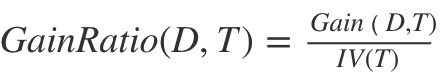 GainRatio(D, T) = Gain ( D,T) / IV(T)